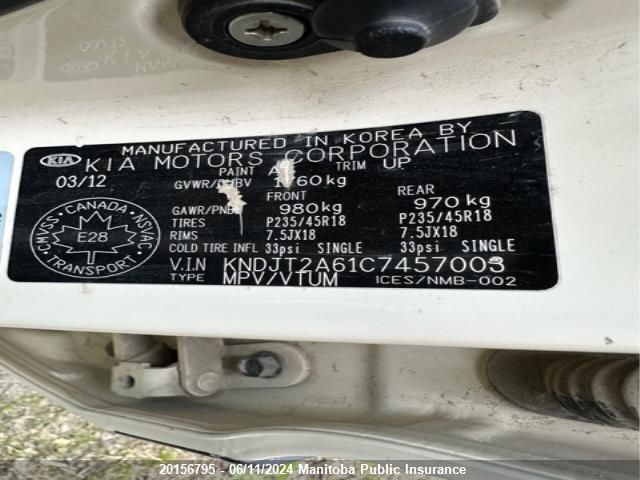 MANUFACTURED IN KOREA BY
KIA KIA MOTORS CORPORATION
03/12 PAINT TRIM UP
GVWR/PNBV kg
FRONT REAR
GAWR/PNBE 980kg 970kg
TIRES P235/45R18 P235/45R18
RIMS 7.5JX18 7.5JX18
COLD TIRE INFL 33psi SINGLE 33psi SINGLE
V.I.N KNDJT2A61C7457003
TYPE MPV/VTUM ICES/NMB-002
CMVSS · CANADA · NSVAC
E28
TRANSPORT
20156795 - 06/11/2024 Manitoba Public Insurance